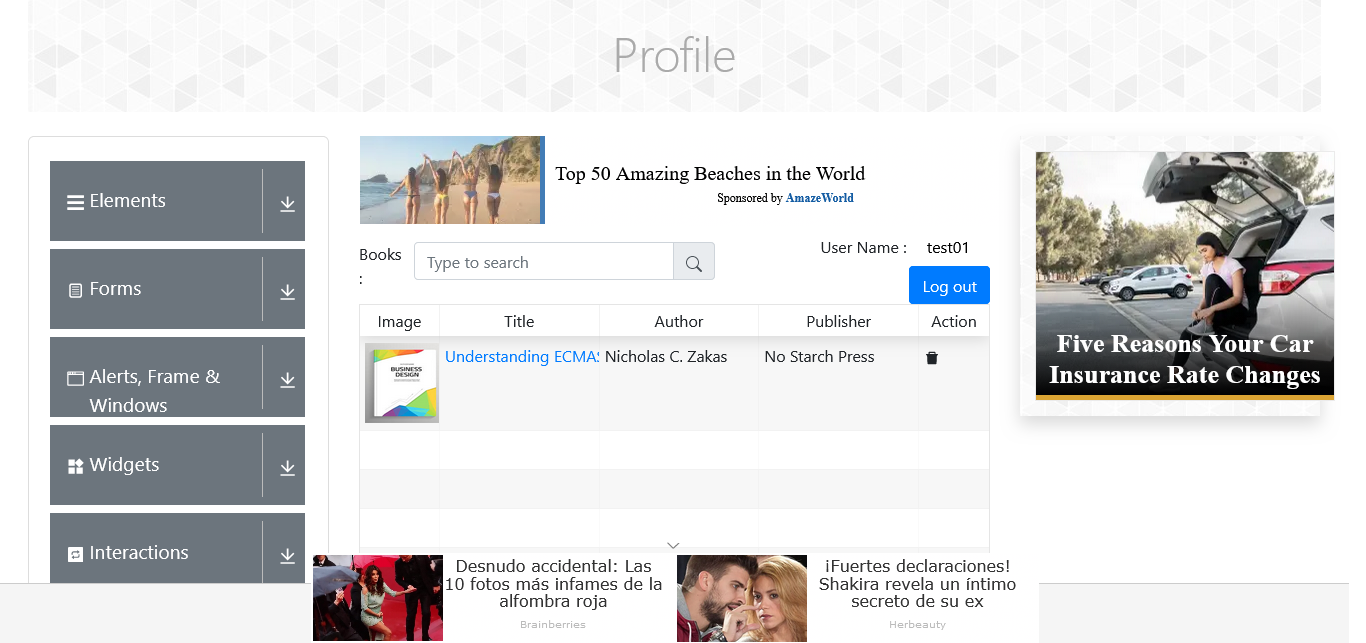 Profile
Elements
Forms
Alerts, Frame &
Windows
Widgets
Interactions
Top 50 Amazing Beaches in the World
Sponsored by AmazeWorld
Books
:
Type to search
User Name :
test01
Log out
Image
Title
Author
Publisher
Action
BUSINESS
DESIGN
Understanding ECMAS
Nicholas C. Zakas
No Starch Press
Five Reasons Your Car
Insurance Rate Changes
Desnudo accidental: Las
10 fotos más infames de la
alfombra roja
Brainberries
¡Fuertes declaraciones!
Shakira revela un íntimo
secreto de su ex
Herbeauty